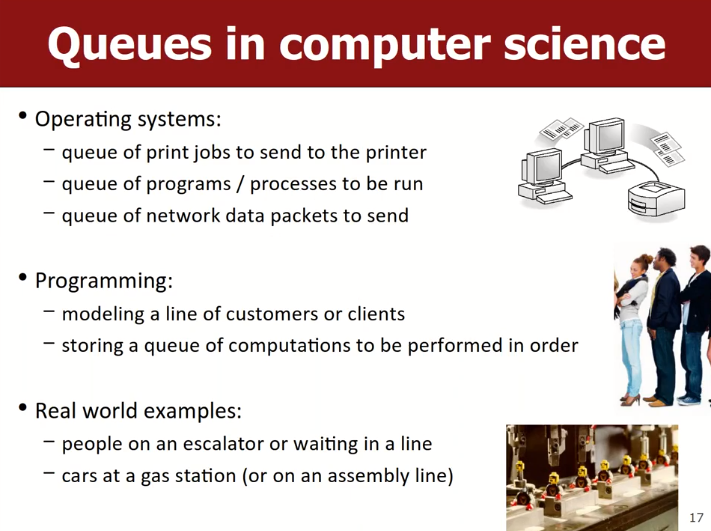 Queues in computer science
• Operating systems:
– queue of print jobs to send to the printer
– queue of programs / processes to be run
– queue of network data packets to send
• Programming:
– modeling a line of customers or clients
– storing a queue of computations to be performed in order
• Real world examples:
– people on an escalator or waiting in a line
– cars at a gas station (or on an assembly line)
17